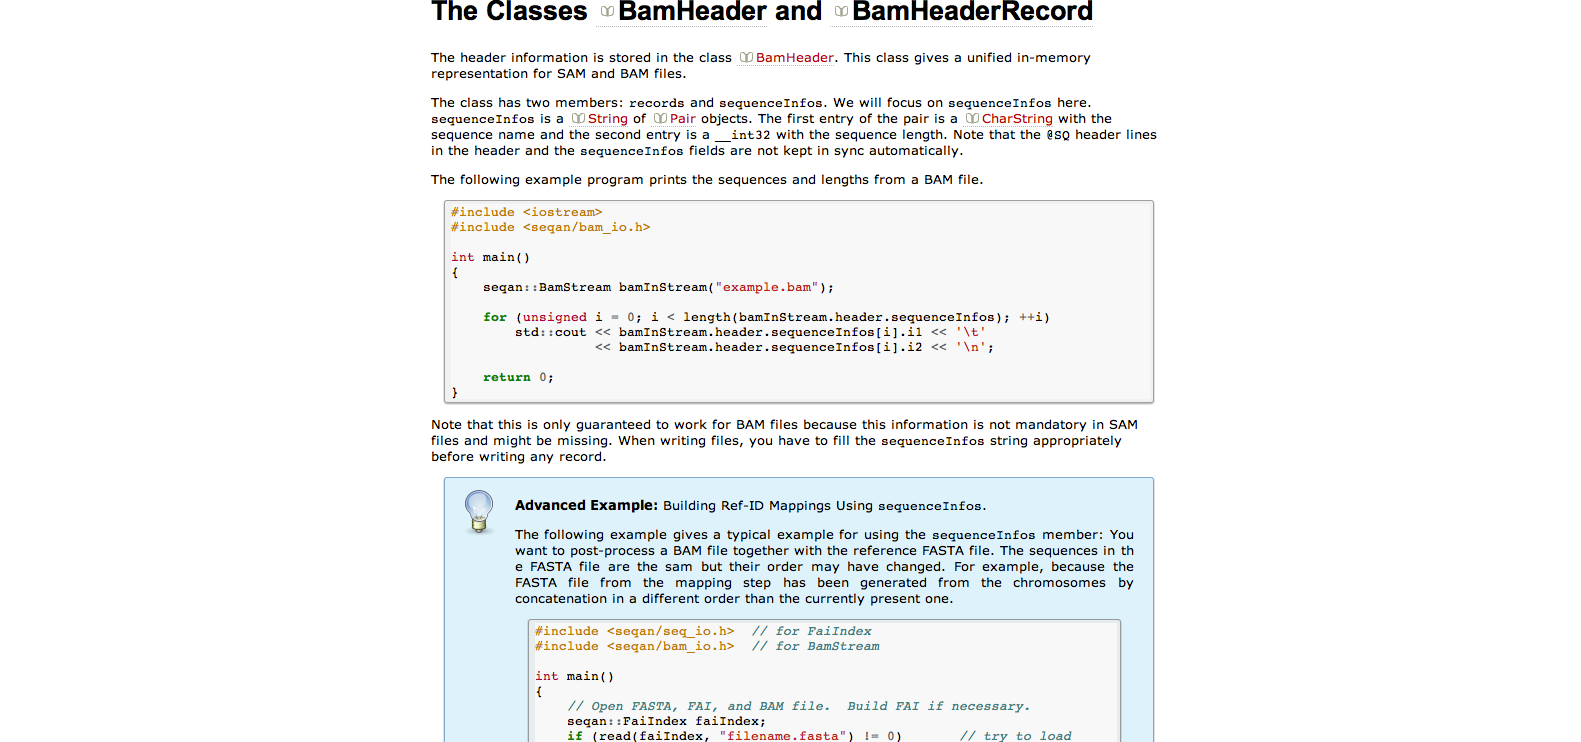 The Classes BamHeader and BamHeaderRecord
The header information is stored in the class BamHeader. This class gives a unified in-memory
representation for SAM and BAM files.
The class has two members: records and sequenceInfos. We will focus on sequenceInfos here.
sequenceInfos is a String of Pair objects. The first entry of the pair is a CharString with the
sequence name and the second entry is a __int32 with the sequence length. Note that the @SQ header lines
in the header and the sequenceInfos fields are not kept in sync automatically.
The following example program prints the sequences and lengths from a BAM file.
#include <iostream>
#include <seqan/bam_io.h>
int main()
{
    seqan::BamStream bamInStream("example.bam");
    for (unsigned i = 0; i < length(bamInStream.header.sequenceInfos); ++i)
        std::cout << bamInStream.header.sequenceInfos[i].i1 << '\t'
                  << bamInStream.header.sequenceInfos[i].i2 << '\n';
    return 0;
}
Note that this is only guaranteed to work for BAM files because this information is not mandatory in SAM
files and might be missing. When writing files, you have to fill the sequenceInfos string appropriately
before writing any record.
Advanced Example: Building Ref-ID Mappings Using sequenceInfos.
The following example gives a typical example for using the sequenceInfos member: You
want to post-process a BAM file together with the reference FASTA file. The sequences in th
e FASTA file are the sam but their order may have changed. For example, because the
FASTA file from the mapping step has been generated from the chromosomes by
concatenation in a different order than the currently present one.
#include <seqan/seq_io.h>  // for FaiIndex
#include <seqan/bam_io.h>  // for BamStream
int main()
{
    // Open FASTA, FAI, and BAM file.  Build FAI if necessary.
    seqan::FaiIndex faiIndex;
    if (read(faiIndex, "filename.fasta") != 0)       // try to load